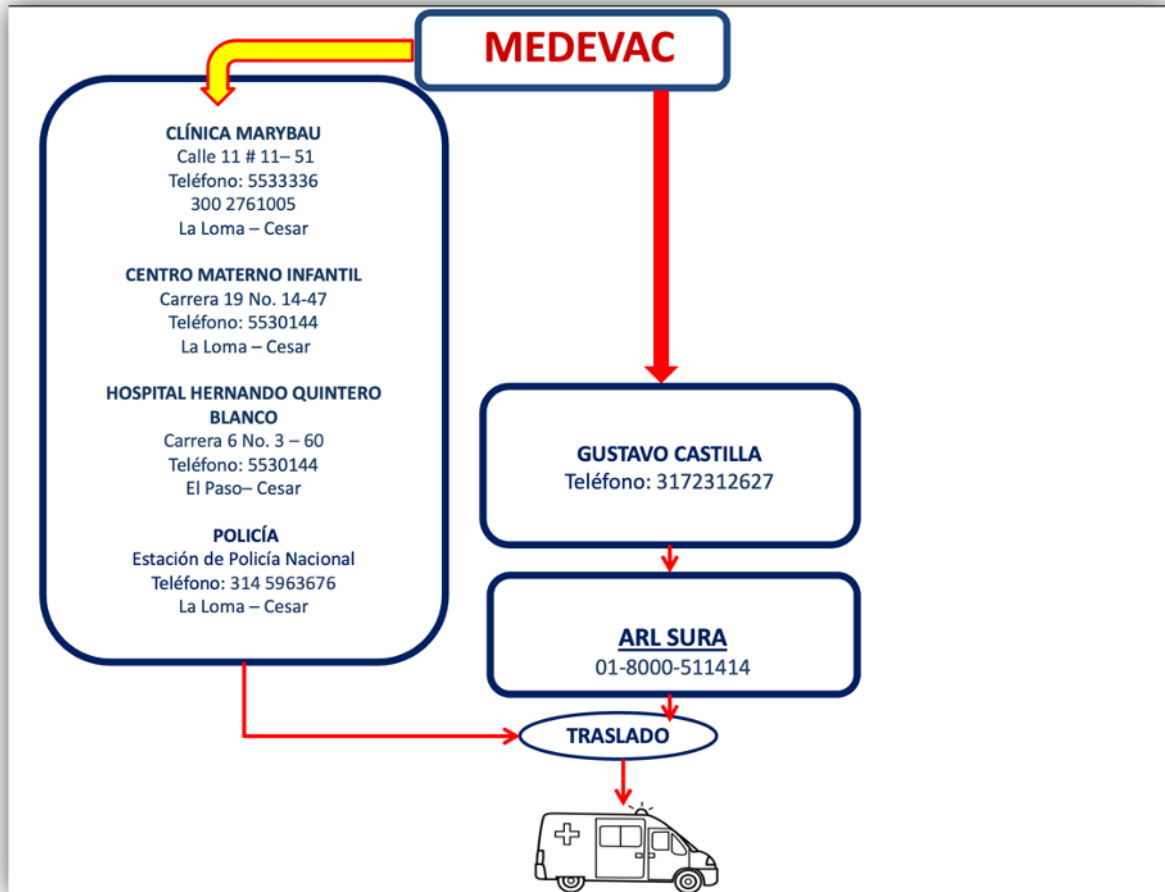 MEDEVAC
CLÍNICA MARYBAU
Calle 11 # 11– 51
Teléfono: 5533336
300 2761005
La Loma – Cesar
CENTRO MATERNO INFANTIL
Carrera 19 No. 14-47
Teléfono: 5530144
La Loma – Cesar
HOSPITAL HERNANDO QUINTERO
BLANCO
Carrera 6 No. 3 – 60
Teléfono: 5530144
El Paso– Cesar
POLICÍA
Estación de Policía Nacional
Teléfono: 314 5963676
La Loma – Cesar
GUSTAVO CASTILLA
Teléfono: 3172312627
ARL SURA
01-8000-511414
TRASLADO